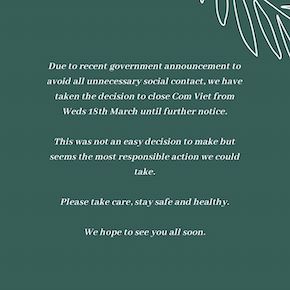 Due to recent government announcement to
avoid all unnecessary social contact, we have
taken the decision to close Com Viet from
Weds 18th March until further notice.
This was not an easy decision to make but
seems the most responsible action we could
take.
Please take care, stay safe and healthy.
We hope to see you all soon.